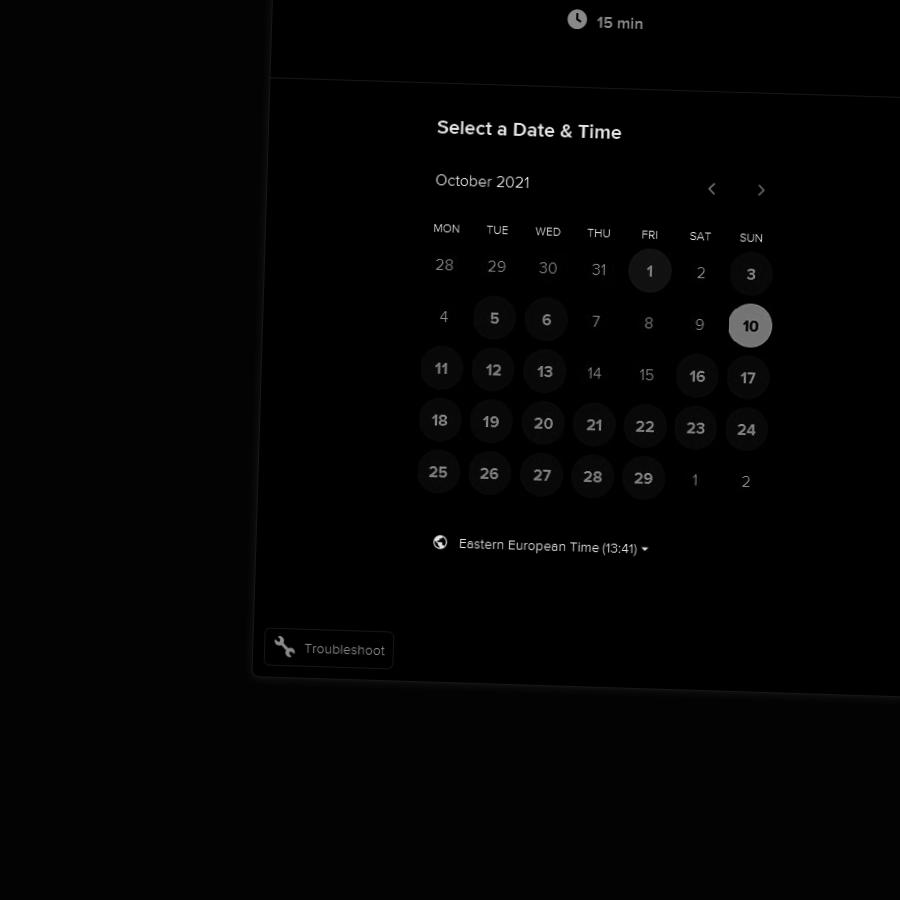 15 min
Select a Date & Time
October 2021
MON TUE WED THU FRI SAT SUN
28 29 30 31 1 2 3
4 5 6 7 8 9 10
11 12 13 14 15 16 17
18 19 20 21 22 23 24
25 26 27 28 29 1 2
Eastern European Time (13:41)
Troubleshoot